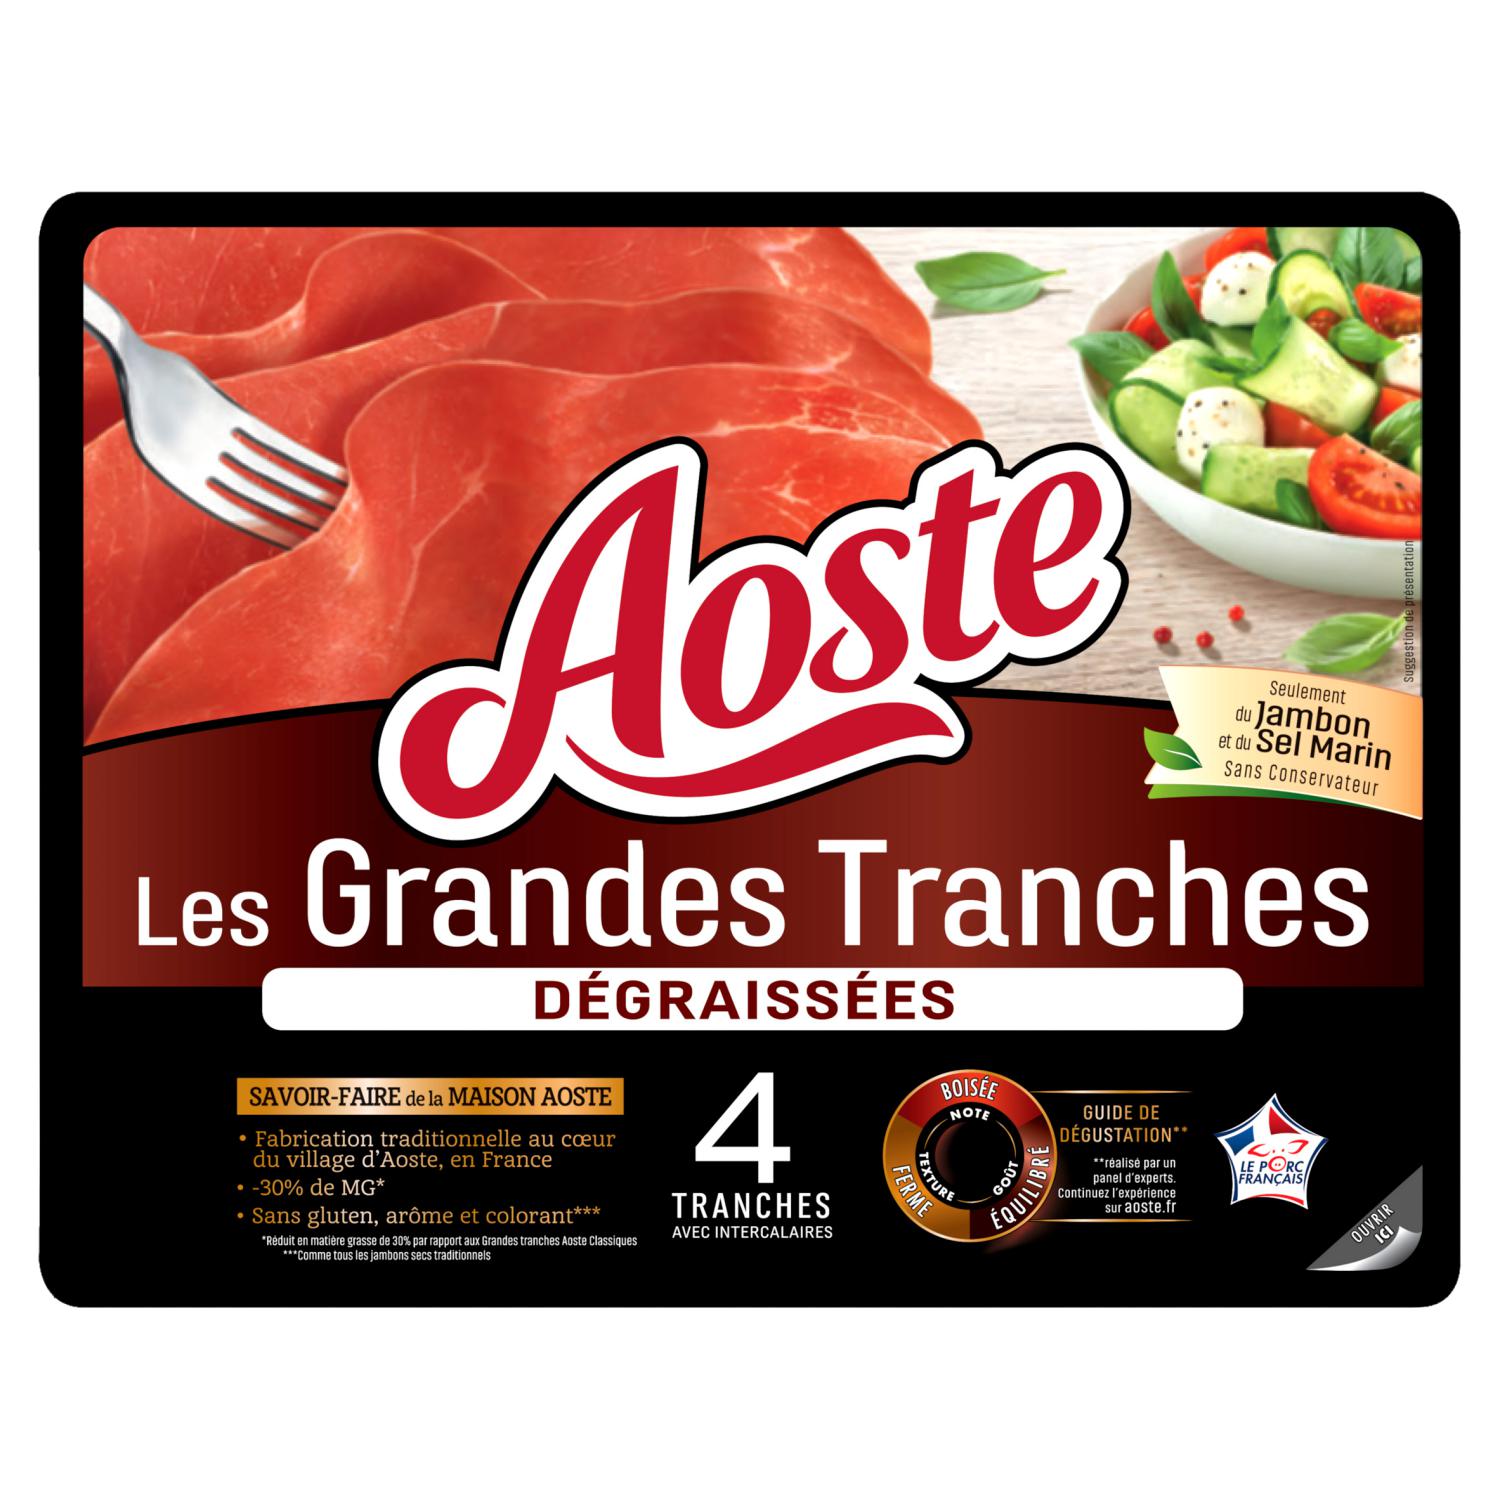 Aoste
Suggestion de présentation
Seulement
du Jambon
et du Sel Marin
Sans Conservateur
Les Grandes Tranches
DÉGRAISSÉES
SAVOIR-FAIRE de la MAISON AOSTE
• Fabrication traditionnelle au cœur
du village d'Aoste, en France
• -30% de MG*
• Sans gluten, arôme et colorant***
*Réduit en matière grasse de 30% par rapport aux Grandes tranches Aoste Classiques
***Comme tous les jambons secs traditionnels
4
TRANCHES
AVEC INTERCALAIRES
BOISÉE
NOTE
TEXTURE
FERME
GOÛT
ÉQUILIBRÉ
GUIDE DE
DÉGUSTATION**
**réalisé par un
panel d'experts.
Continuez l'expérience
sur aoste.fr
LE PORC
FRANÇAIS
OUVRIR
ICI